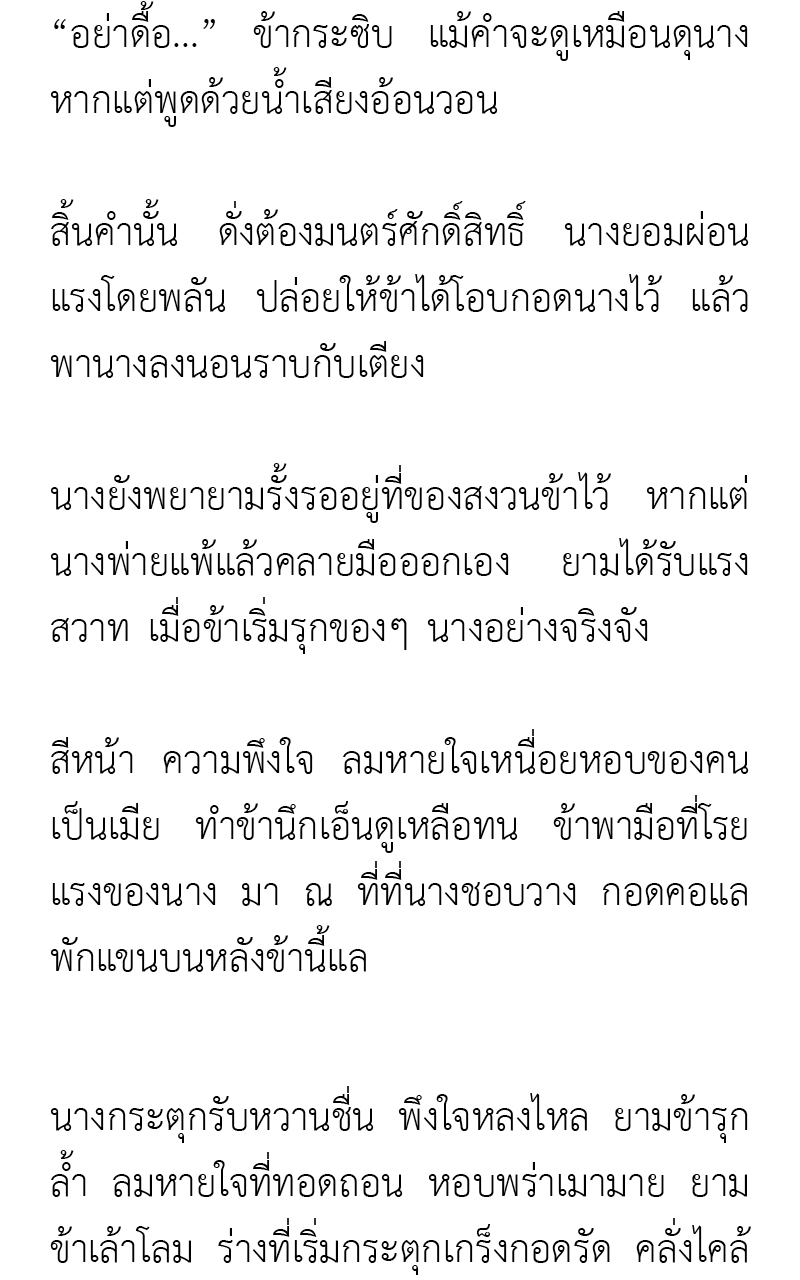 “อย่าดื้อ...” ข้ากระซิบ แม้คำจะดูเหมือนดุนาง
หากแต่พูดด้วยน้ำเสียงอ้อนวอน
สิ้นคำนั้น ดั่งต้องมนตร์ศักดิ์สิทธิ์ นางยอมผ่อน
แรงโดยพลัน ปล่อยให้ข้าได้โอบกอดนางไว้ แล้ว
พานางลงนอนราบกับเตียง
นางยังพยายามรั้งรออยู่ที่ของสงวนข้าไว้ หากแต่
นางพ่ายแพ้แล้วคลายมือออกเอง ยามได้รับแรง
สวาท เมื่อข้าเริ่มรุกของๆ นางอย่างจริงจัง
สีหน้า ความพึงใจ ลมหายใจเหนื่อยหอบของคน
เป็นเมีย ทำข้านึกเอ็นดูเหลือทน ข้าพามือที่โรย
แรงของนาง มา ณ ที่ที่นางชอบวาง กอดคอแล
พักแขนบนหลังข้านี้แล
นางกระตุกรับหวานชื่น พึงใจหลงไหล ยามข้ารุก
ล้ำ ลมหายใจที่ทอดถอน หอบพร่าเมามาย ยาม
ข้าเล้าโลม ร่างที่เริ่มกระตุกเกร็งกอดรัด คลั่งไคล้